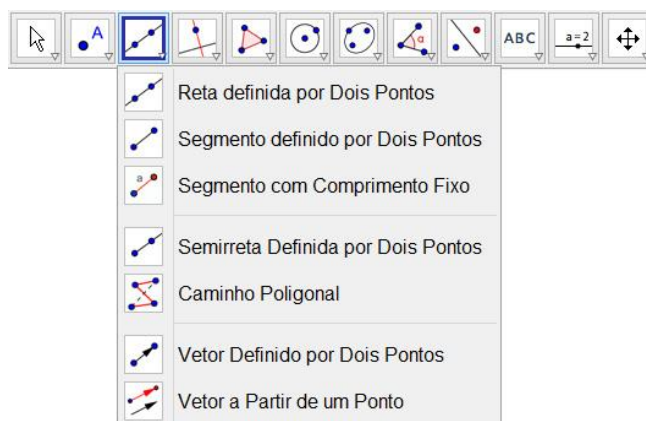 A α ABC a=2
Reta definida por Dois Pontos
Segmento definido por Dois Pontos
a Segmento com Comprimento Fixo
Semirreta Definida por Dois Pontos
Caminho Poligonal
Vetor Definido por Dois Pontos
Vetor a Partir de um Ponto